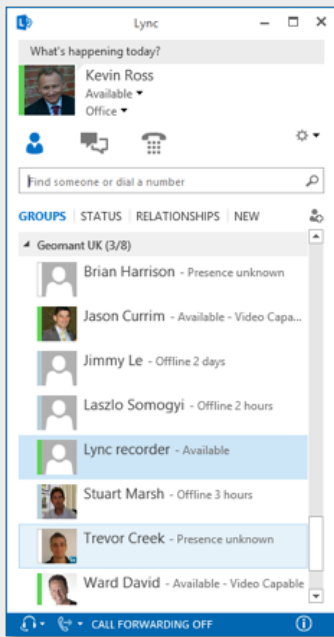 Lync
What's happening today?
Kevin Ross
Available
Office
Find someone or dial a number
GROUPS STATUS RELATIONSHIPS NEW
Geomant UK (3/8)
Brian Harrison - Presence unknown
Jason Currim - Available - Video Capa...
Jimmy Le - Offline 2 days
Laszlo Somogyi - Offline 2 hours
Lync recorder - Available
Stuart Marsh - Offline 3 hours
Trevor Creek - Presence unknown
Ward David - Available - Video Capable
CALL FORWARDING OFF